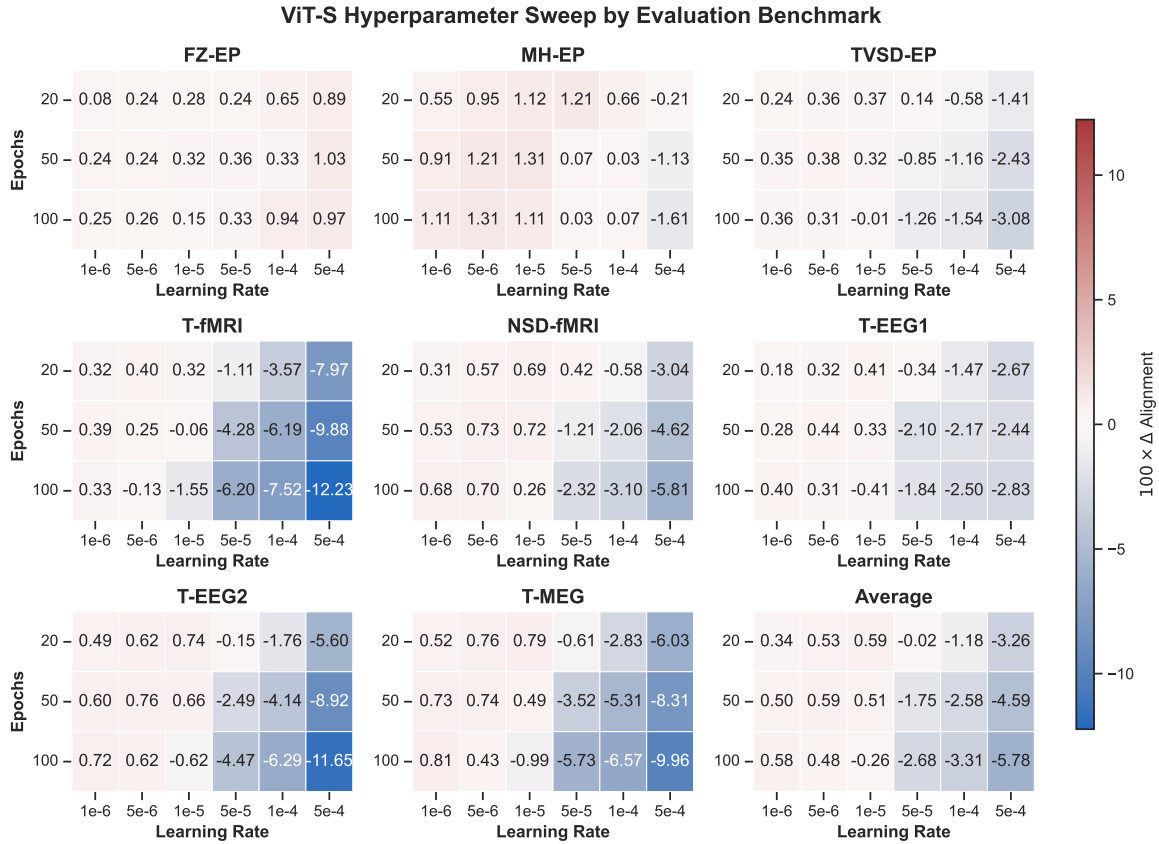 ViT-S Hyperparameter Sweep by Evaluation Benchmark
FZ-EP
MH-EP
TVSD-EP
Epochs
20 0.08 0.24 0.28 0.24 0.65 0.89
50 0.24 0.24 0.32 0.36 0.33 1.03
100 0.25 0.26 0.15 0.33 0.94 0.97
1e-6 5e-6 1e-5 5e-5 1e-4 5e-4
Learning Rate
0.55 0.95 1.12 1.21 0.66 -0.21
0.91 1.21 1.31 0.07 0.03 -1.13
1.11 1.31 1.11 0.03 0.07 -1.61
1e-6 5e-6 1e-5 5e-5 1e-4 5e-4
Learning Rate
20 0.24 0.36 0.37 0.14 -0.58 -1.41
50 0.35 0.38 0.32 -0.85 -1.16 -2.43
100 0.36 0.31 -0.01 -1.26 -1.54 -3.08
1e-6 5e-6 1e-5 5e-5 1e-4 5e-4
Learning Rate
T-fMRI
NSD-fMRI
T-EEG1
Epochs
20 0.32 0.40 0.32 -1.11 -3.57 -7.97
50 0.39 0.25 -0.06 -4.28 -6.19 -9.88
100 0.33 -0.13 -1.55 -6.20 -7.52 -12.23
1e-6 5e-6 1e-5 5e-5 1e-4 5e-4
Learning Rate
20 0.31 0.57 0.69 0.42 -0.58 -3.04
50 0.53 0.73 0.72 -1.21 -2.06 -4.62
100 0.68 0.70 0.26 -2.32 -3.10 -5.81
1e-6 5e-6 1e-5 5e-5 1e-4 5e-4
Learning Rate
20 0.18 0.32 0.41 -0.34 -1.47 -2.67
50 0.28 0.44 0.33 -2.10 -2.17 -2.44
100 0.40 0.31 -0.41 -1.84 -2.50 -2.83
1e-6 5e-6 1e-5 5e-5 1e-4 5e-4
Learning Rate
T-EEG2
T-MEG
Average
Epochs
20 0.49 0.62 0.74 -0.15 -1.76 -5.60
50 0.60 0.76 0.66 -2.49 -4.14 -8.92
100 0.72 0.62 -0.62 -4.47 -6.29 -11.65
1e-6 5e-6 1e-5 5e-5 1e-4 5e-4
Learning Rate
20 0.52 0.76 0.79 -0.61 -2.83 -6.03
50 0.73 0.74 0.49 -3.52 -5.31 -8.31
100 0.81 0.43 -0.99 -5.73 -6.57 -9.96
1e-6 5e-6 1e-5 5e-5 1e-4 5e-4
Learning Rate
20 0.34 0.53 0.59 -0.02 -1.18 -3.26
50 0.50 0.59 0.51 -1.75 -2.58 -4.59
100 0.58 0.48 -0.26 -2.68 -3.31 -5.78
1e-6 5e-6 1e-5 5e-5 1e-4 5e-4
Learning Rate
10
5
0
−5
−10
100 × Δ Alignment